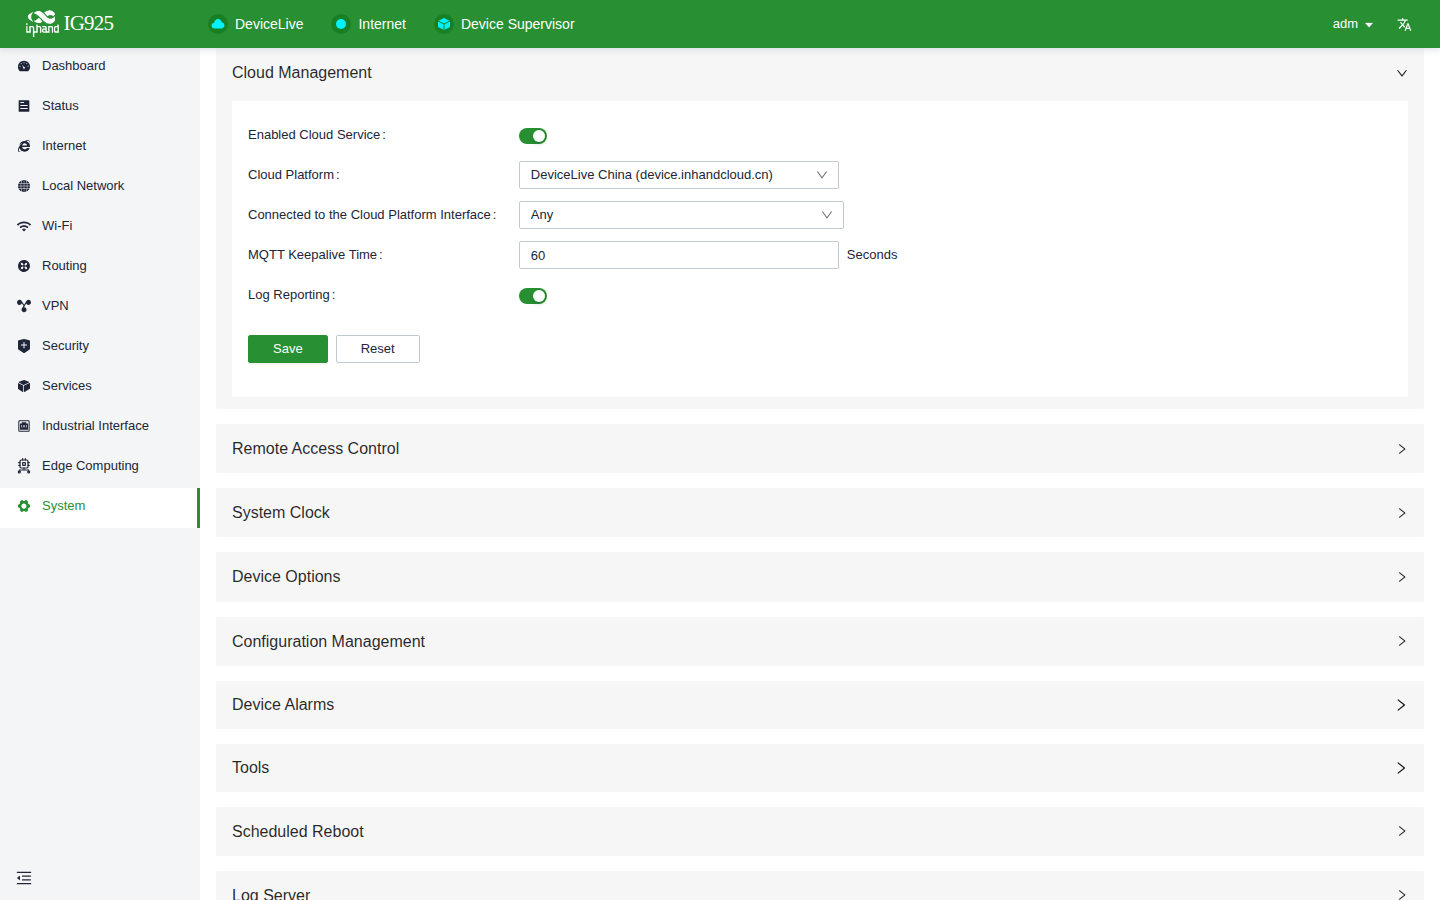 inhand IG925
DeviceLive
Internet
Device Supervisor
adm
Dashboard
Status
Internet
Local Network
Wi-Fi
Routing
VPN
Security
Services
Industrial Interface
Edge Computing
System
Cloud Management
Enabled Cloud Service :
Cloud Platform : DeviceLive China (device.inhandcloud.cn)
Connected to the Cloud Platform Interface : Any
MQTT Keepalive Time : 60 Seconds
Log Reporting :
Save Reset
Remote Access Control
System Clock
Device Options
Configuration Management
Device Alarms
Tools
Scheduled Reboot
Log Server